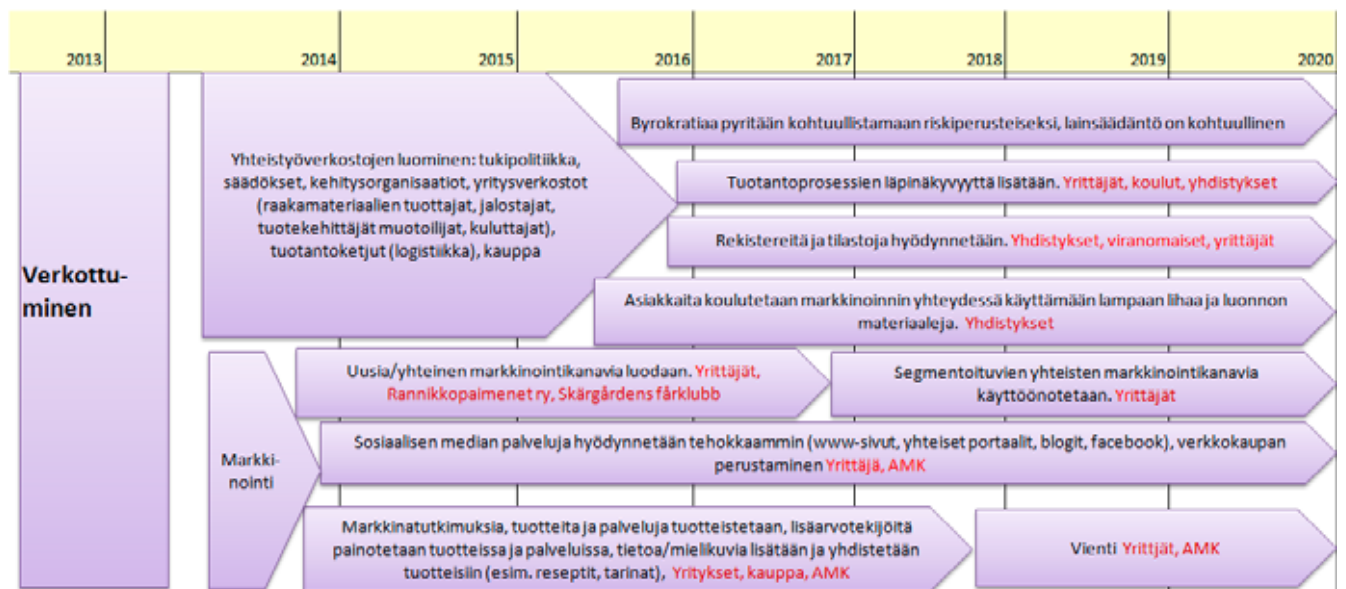 2013 2014 2015 2016 2017 2018 2019 2020
Verkottu-
minen
Yhteistyöverkostojen luominen: tukipolitiikka,
säädökset, kehitysorganisaatiot, yritysverkostot
(raakamateriaalien tuottajat, jalostajat,
tuotekehittäjät muotoilijat, kuluttajat),
tuotantoketjut (logistiikka), kauppa
Byrokratiaa pyritään kohtuullistamaan riskiperusteiseksi, lainsäädäntö on kohtuullinen
Tuotantoprosessien läpinäkyvyyttä lisätään. Yrittäjät, koulut, yhdistykset
Rekistereitä ja tilastoja hyödynnetään. Yhdistykset, viranomaiset, yrittäjät
Asiakkaita koulutetaan markkinoinnin yhteydessä käyttämään lampaan lihaa ja luonnon
materiaaleja. Yhdistykset
Markki-
nointi
Uusia/yhteinen markkinointikanavia luodaan. Yrittäjät,
Rannikkopaimenet ry, Skärgårdens fårklubb
Segmentoituvien yhteisten markkinointikanavia
käyttöönotetaan. Yrittäjät
Sosiaalisen median palveluja hyödynnetään tehokkaammin (www-sivut, yhteiset portaalit, blogit, facebook), verkkokaupan
perustaminen Yrittäjä, AMK
Markkinatutkimuksia, tuotteita ja palveluja tuotteistetaan, lisäarvotekijöitä
painotetaan tuotteissa ja palveluissa, tietoa/mielikuvia lisätään ja yhdistetään
tuotteisiin (esim. reseptit, tarinat), Yritykset, kauppa, AMK
Vienti Yrittjät, AMK